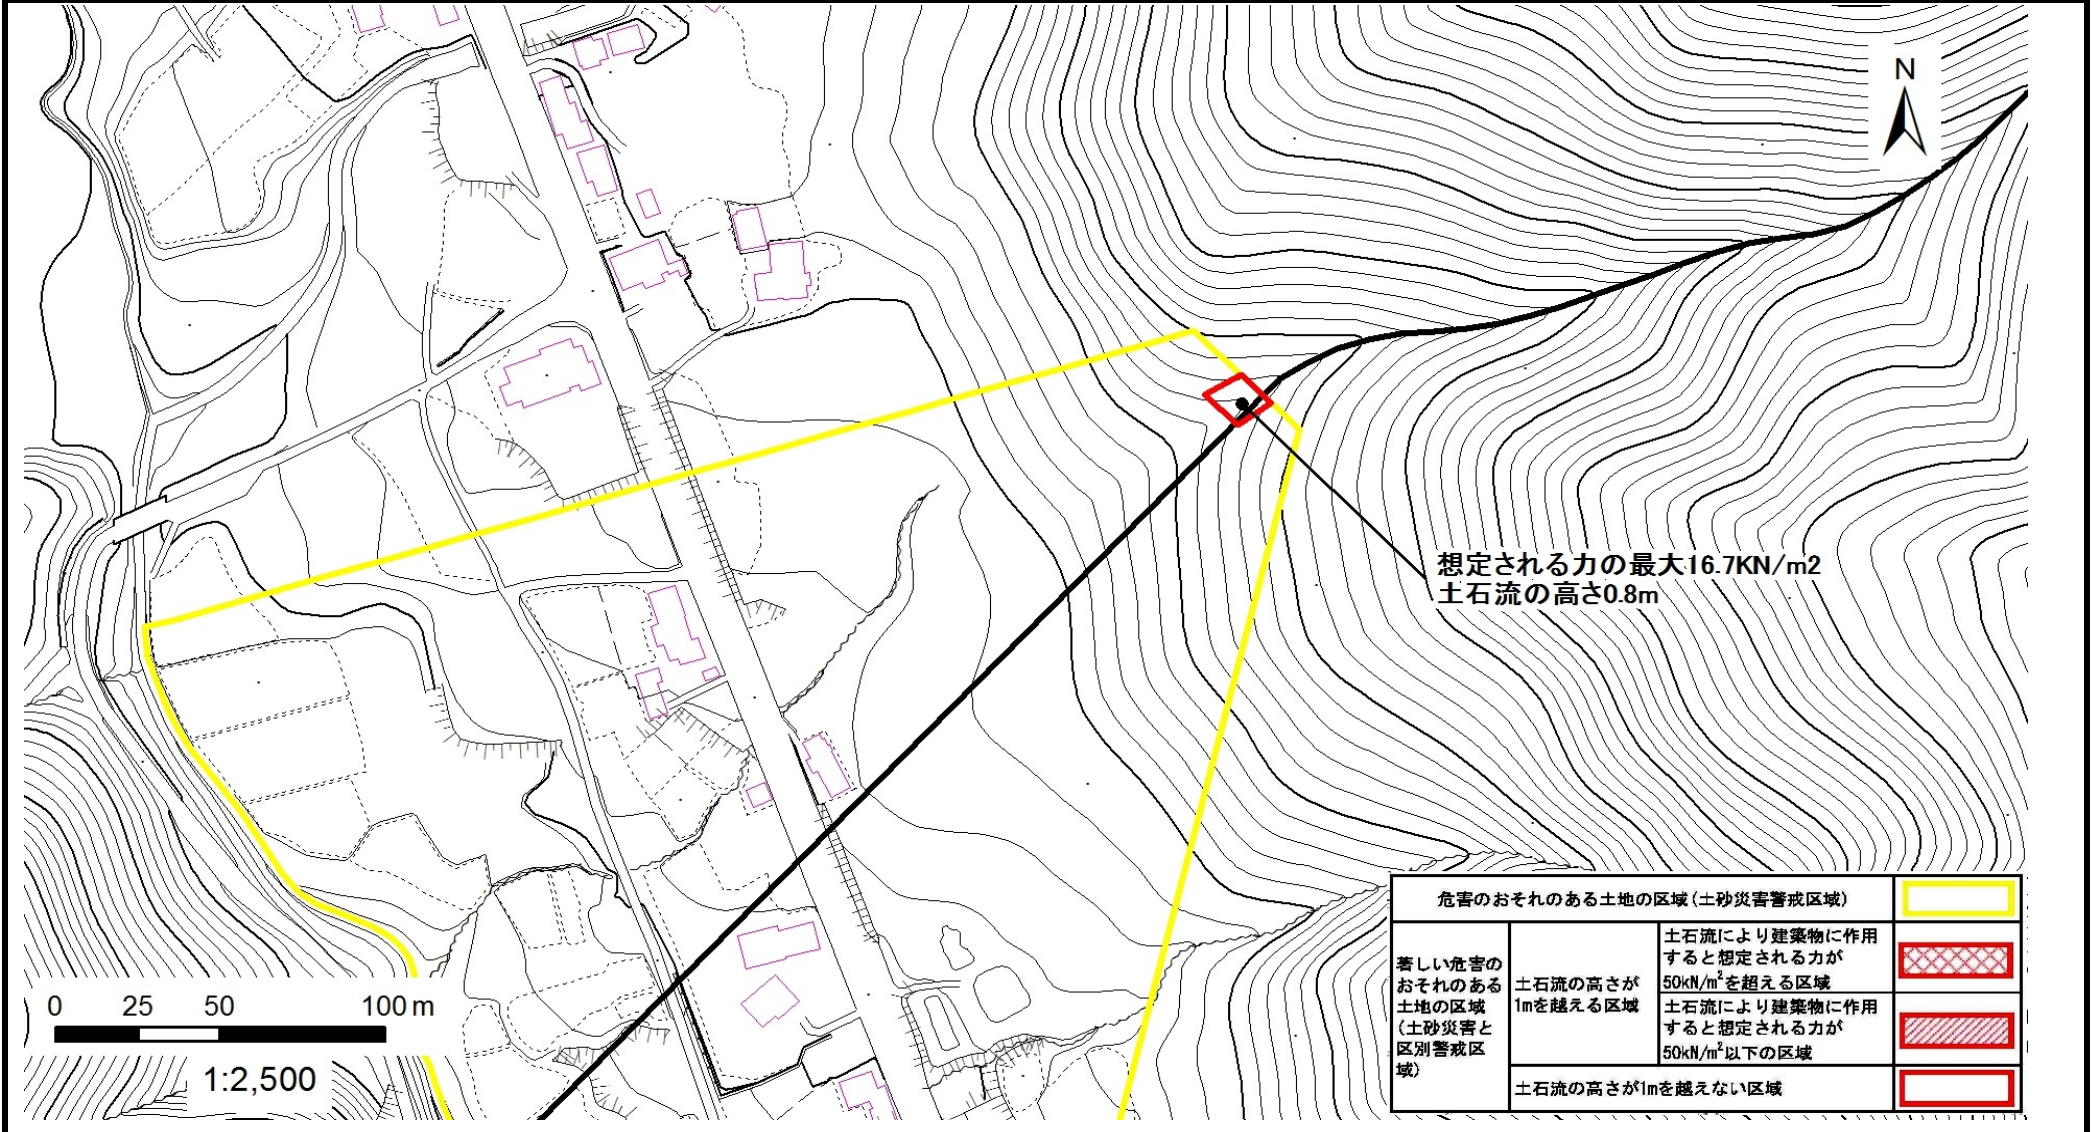 N
想定される力の最大16.7KN/m2
土石流の高さ0.8m
0 25 50 100 m
1:2,500
危害のおそれのある土地の区域(土砂災害警戒区域)
著しい危害の
おそれのある
土地の区域
(土砂災害と
区別警戒区
域)
土石流の高さが
1mを越える区域
土石流により建築物に作用
すると想定される力が
50kN/m²を超える区域
土石流により建築物に作用
すると想定される力が
50kN/m²以下の区域
土石流の高さが1mを越えない区域